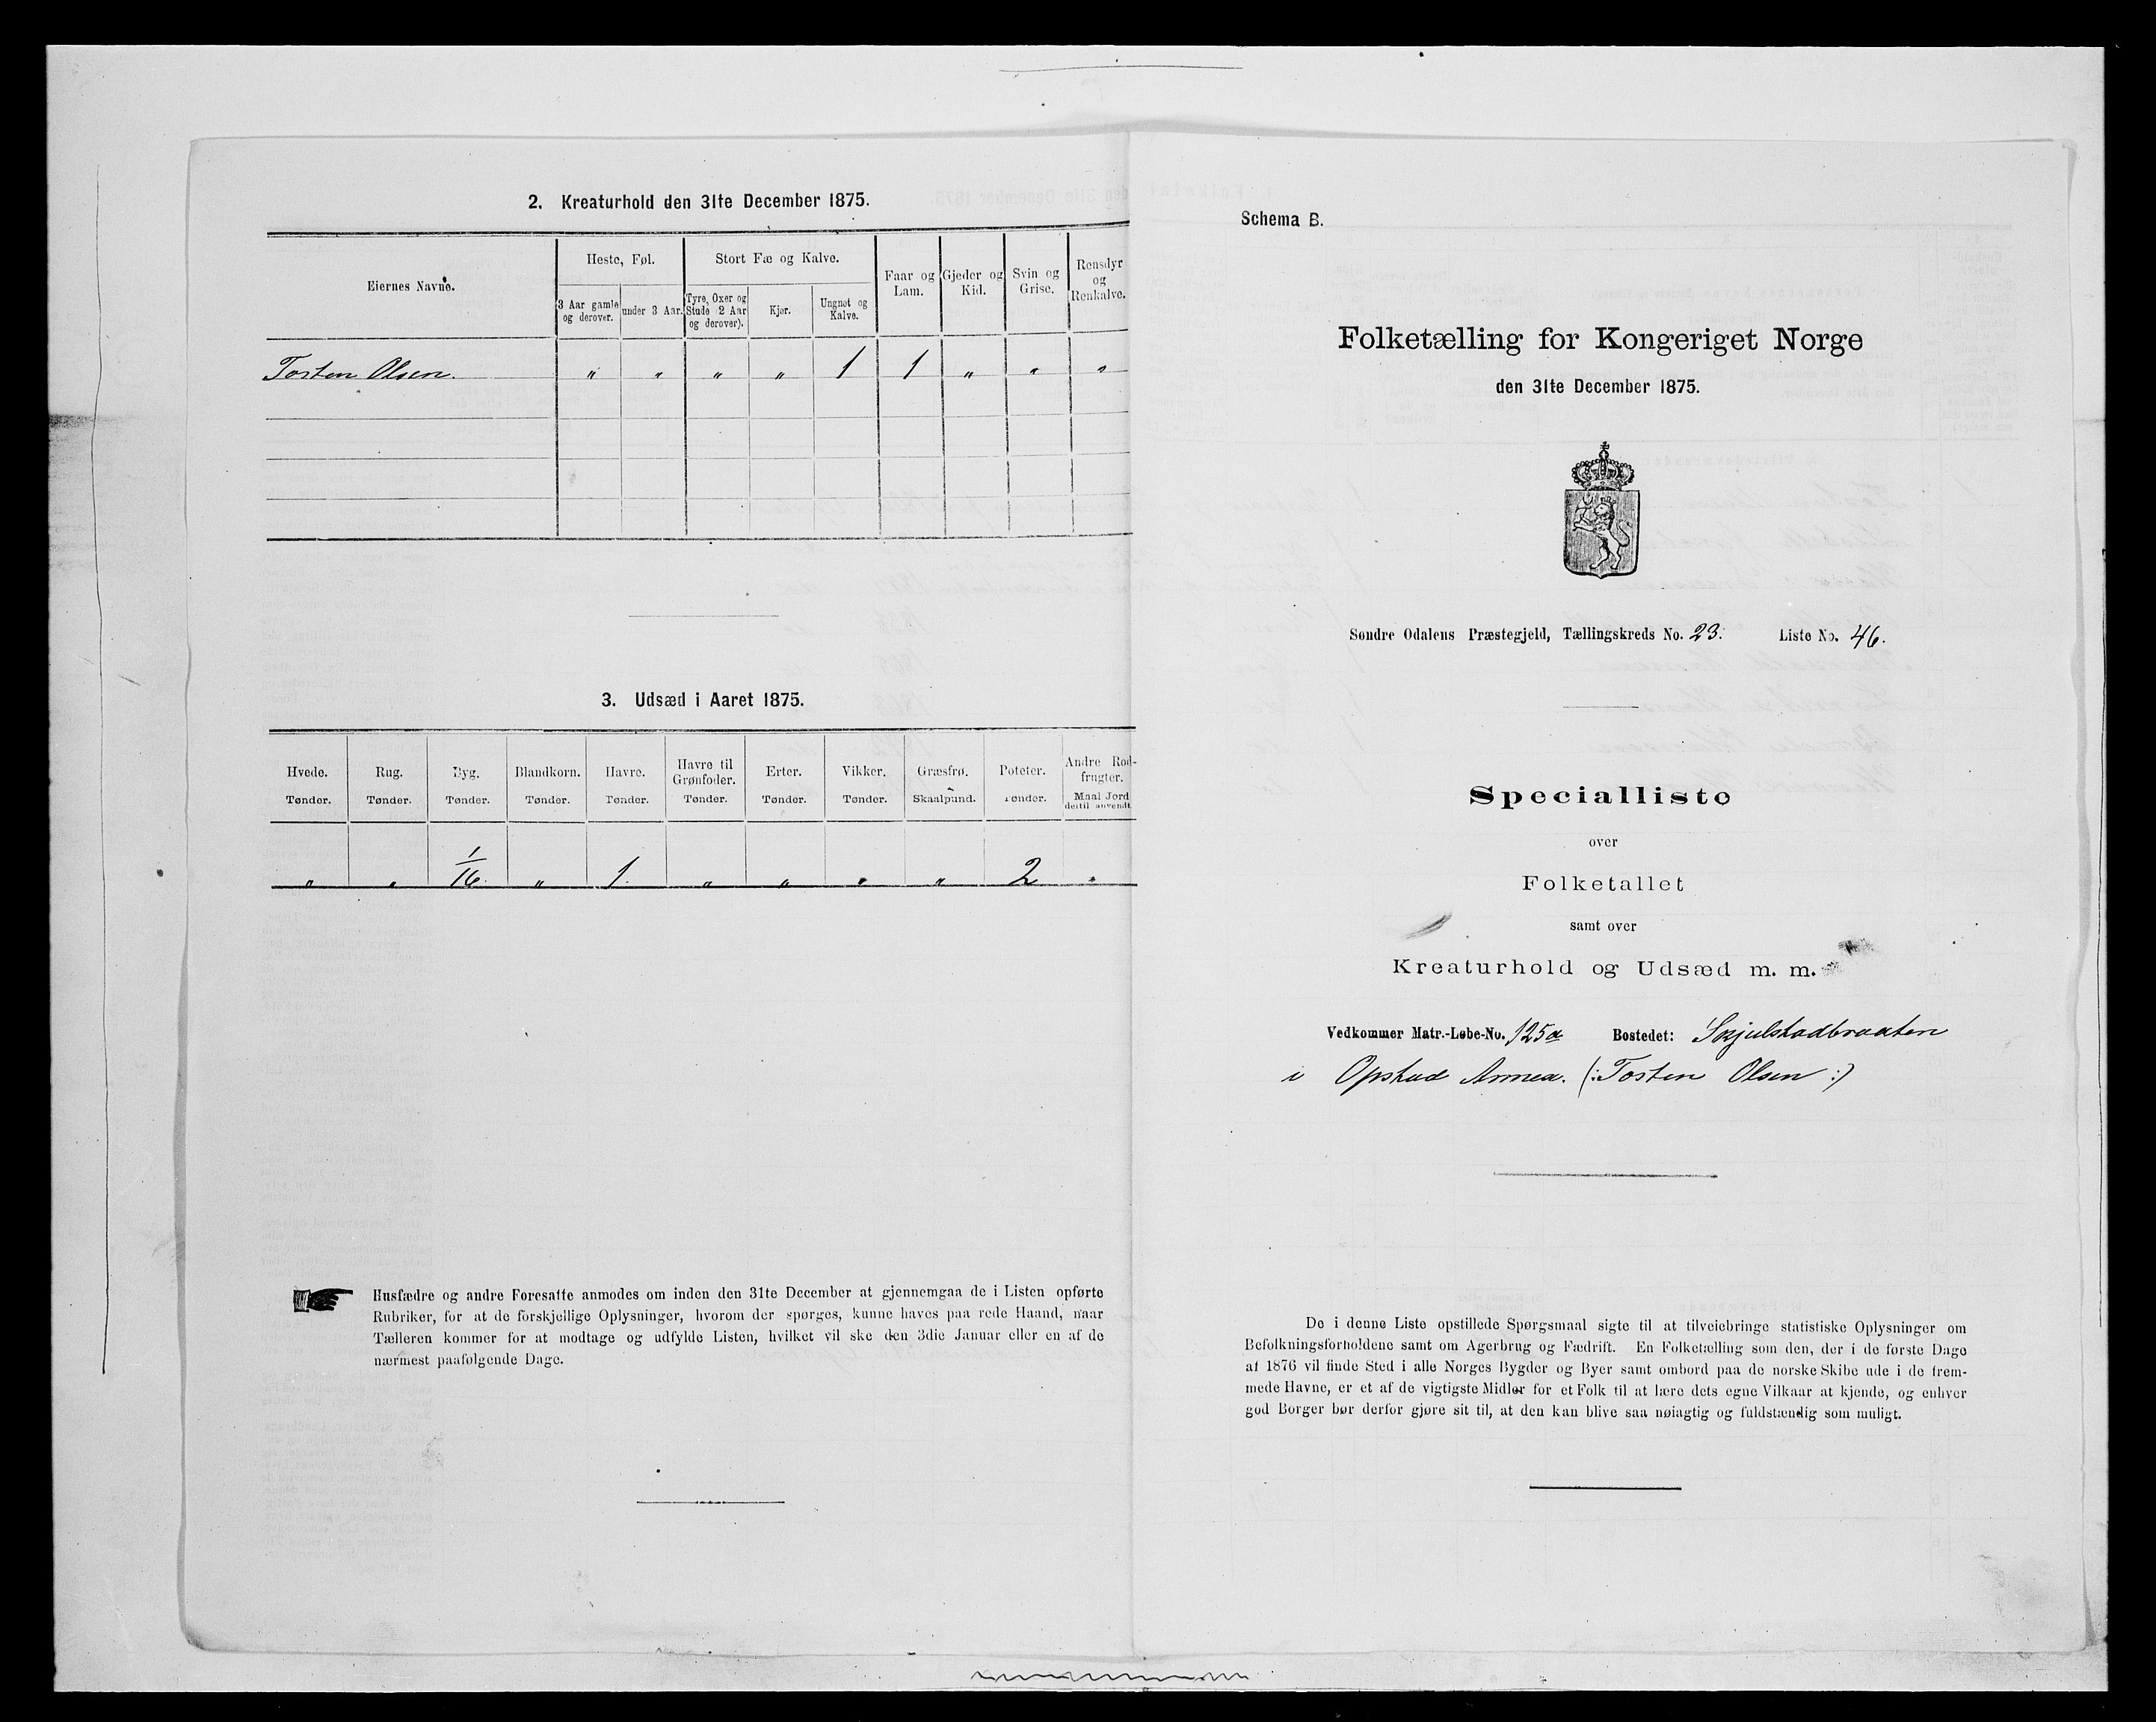 2. Kreaturhold den 31te December 1875.
Eiernes Navne.
Heste, Føl.
Stort Fæ og Kalve.
Faar og Lam.
Gjeder og Kid.
Svin og Grise.
Rensdyr og Renkalve.
3 Aar gamle og derover.
under 3 Aar.
Tyre, Oxer og Stude (2 Aar og derover).
Kjør.
Ungnøt og Kalve.
Tosten Olsen. " " " " 1 1 " " "
3. Udsæd i Aaret 1875.
Hvede. Rug. Byg. Blandkorn. Havre. Havre til Grønfoder. Erter. Vikker. Græsfrø. Poteter. Andre Rodfrugter.
Tønder. Tønder. Tønder. Tønder. Tønder. Tønder. Tønder. Tønder. Skaalpund. Tønder. Maal Jord dertil anvendt.
" " 1/16 " 1 " " " " 2 "
Husfædre og andre Foresatte anmodes om inden den 31te December at gjennemgaa de i Listen opførte
Rubriker, for at de forskjellige Oplysninger, hvorom der spørges, kunne haves paa rede Haand, naar
Tælleren kommer for at modtage og udfylde Listen, hvilket vil ske den 3die Januar eller en af de
nærmest paafølgende Dage.
Schema B.
Folketælling for Kongeriget Norge
den 31te December 1875.
Søndre Odalens Præstegjeld, Tællingskreds No. 23. Liste No. 46.
Specialliste
over
Folketallet
samt over
Kreaturhold og Udsæd m. m.
Vedkommer Matr.-Løbe-No. 125a Bostedet: Skjulstadbraaten
i Opstad Annex. (: Tosten Olsen :)
De i denne Liste opstillede Spørgsmaal sigte til at tilveiebringe statistiske Oplysninger om
Befolkningsforholdene samt om Agerbrug og Fædrift. En Folketælling som den, der i de første Dage
af 1876 vil finde Sted i alle Norges Bygder og Byer samt ombord paa de norske Skibe ude i de frem-
mede Havne, er et af de vigtigste Midler for et Folk til at lære dets egne Vilkaar at kjende, og enhver
god Borger bør derfor gjøre sit til, at den kan blive saa nøiagtig og fuldstændig som muligt.